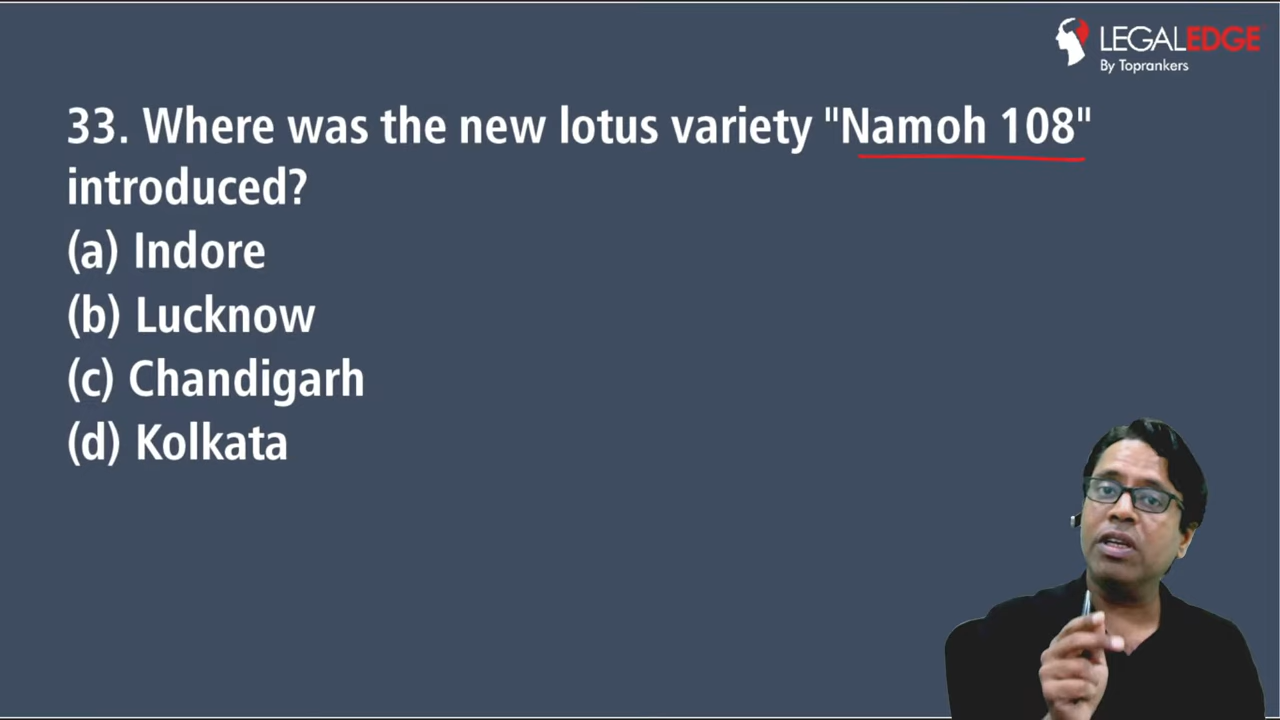 LEGALEDGE
By Toprankers
33. Where was the new lotus variety "Namoh 108"
introduced?
(a) Indore
(b) Lucknow
(c) Chandigarh
(d) Kolkata